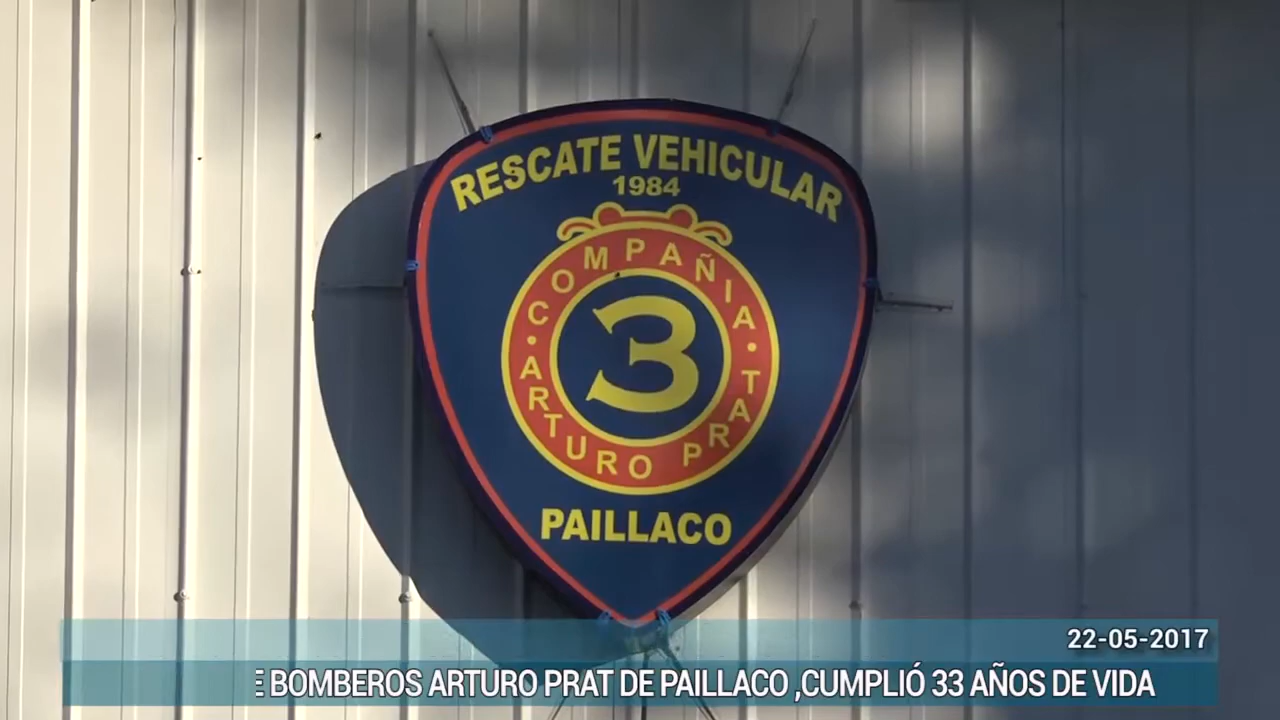 RESCATE VEHICULAR
1984
COMPAÑIA
3
• ARTURO PRAT •
PAILLACO
22-05-2017
BOMBEROS ARTURO PRAT DE PAILLACO ,CUMPLIÓ 33 AÑOS DE VIDA